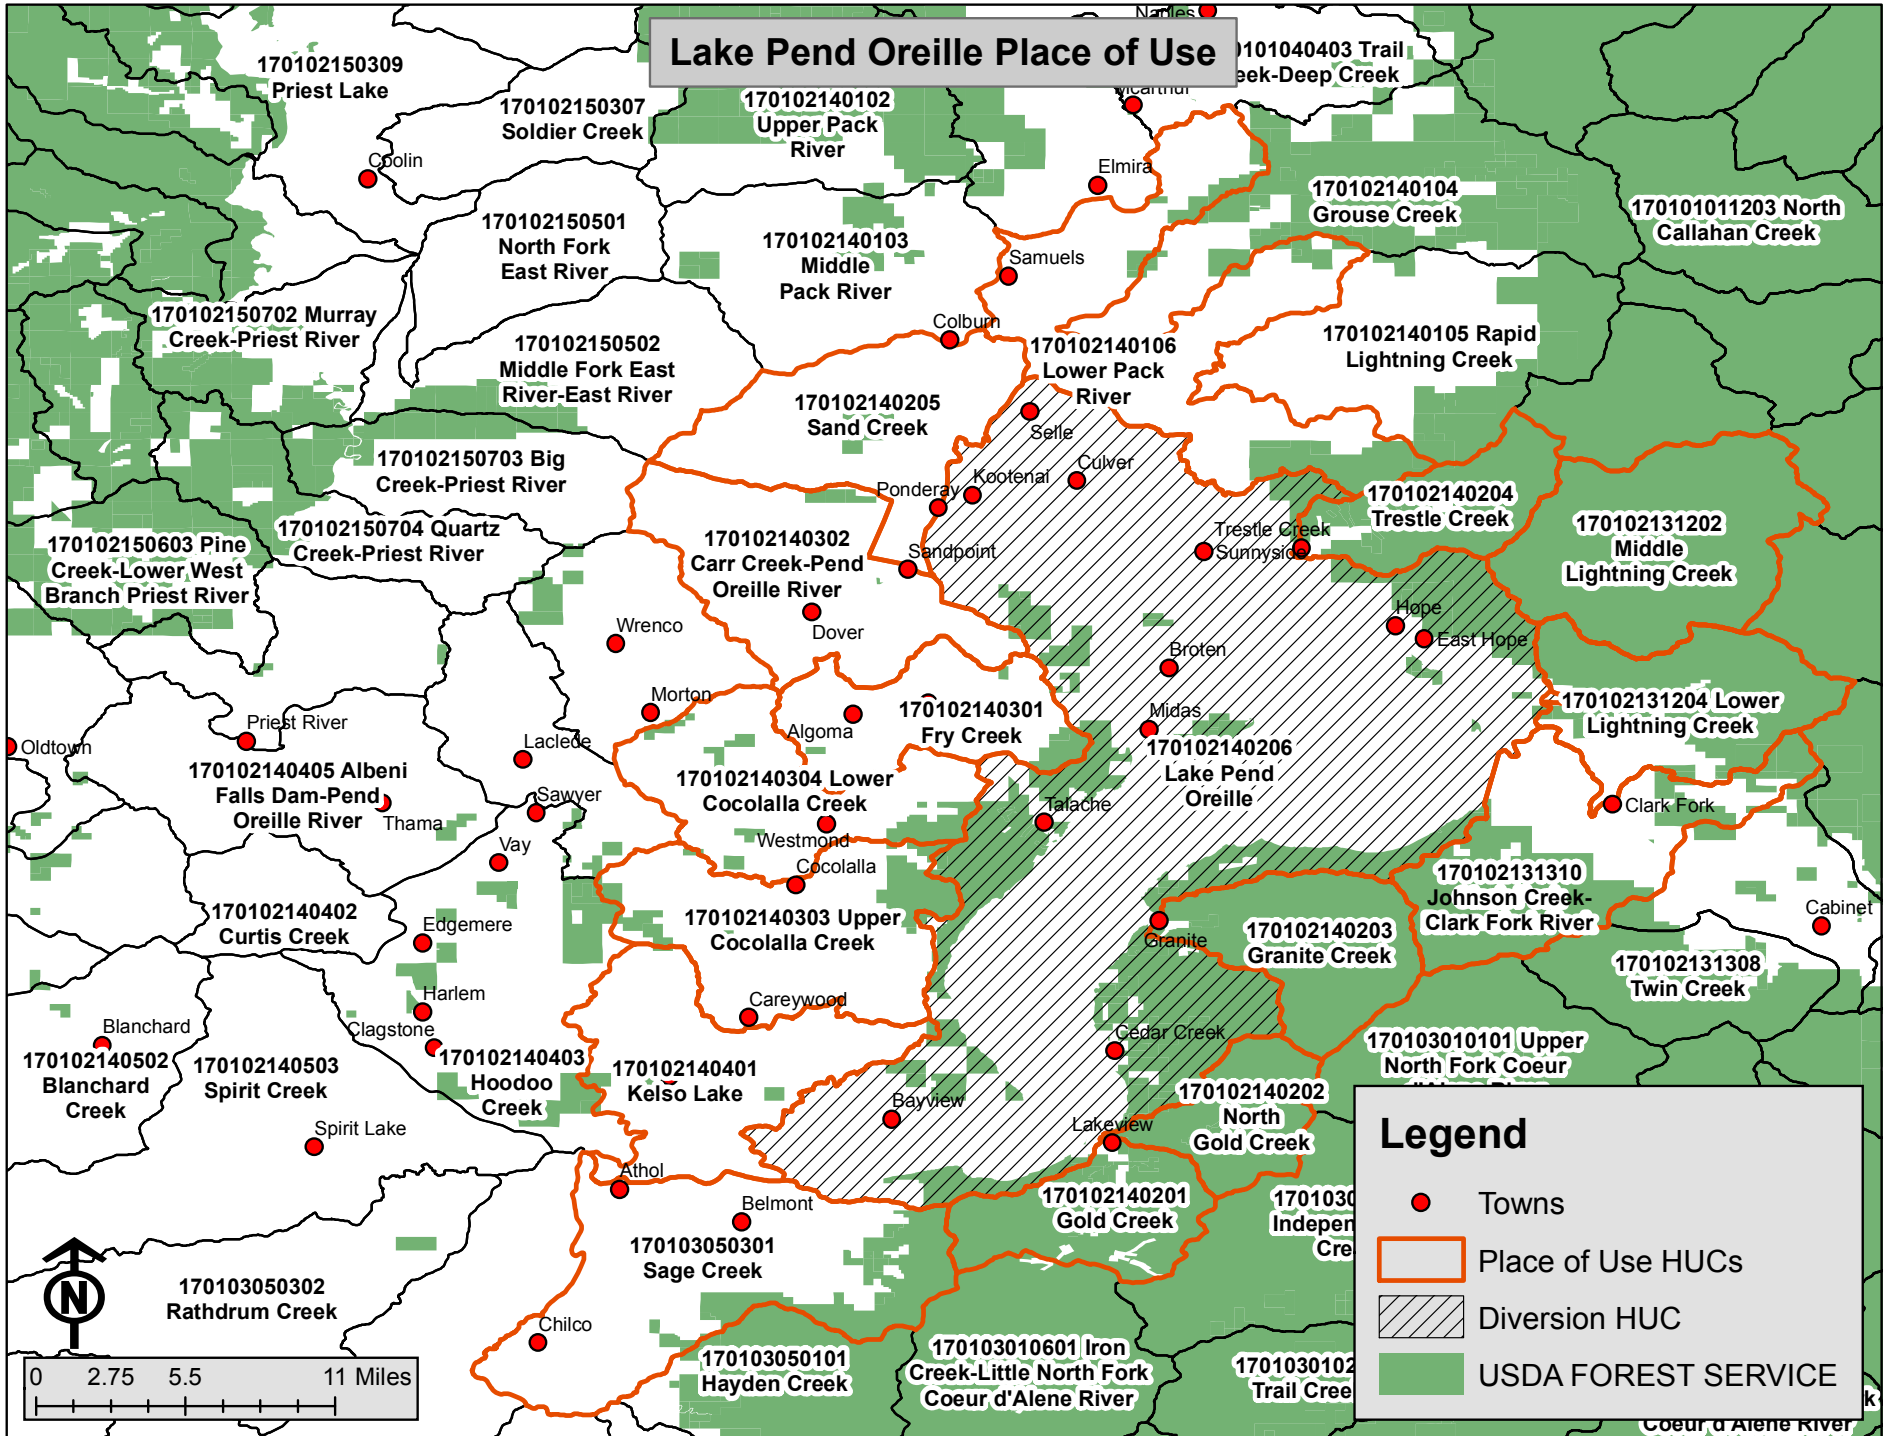 Lake Pend Oreille Place of Use
Naples
170102150309
Priest Lake
170102150307
Soldier Creek
170102140102
Upper Pack
River
Trail
Creek
Coolin
Elmira
170102150501
North Fork
East River
170102140103
Middle
Pack River
170102140104
Grouse Creek
170101011203 North
Callahan Creek
Samuels
170102150702 Murray
Creek-Priest River
Colburn
170102150502
Middle Fork East
River-East River
170102140106
Lower Pack
River
170102140105 Rapid
Lightning Creek
170102140205
Sand Creek
Selle
170102150703 Big
Creek-Priest River
Culver
Kootenai
Ponderay
170102140204
Trestle Creek
170102150704 Quartz
Creek-Priest River
170102150603 Pine
Creek-Lower West
Branch Priest River
170102140302
Carr Creek-Pend
Oreille River
Sandpoint
Trestle Creek
Sunnyside
170102131202
Middle
Lightning Creek
Wrenco
Dover
Hope
East Hope
Broten
Morton
Priest River
Oldtown
Algoma
170102140301
Fry Creek
Midas
170102131204 Lower
Lightning Creek
Laclede
170102140206
Lake Pend
Oreille
170102140405 Albeni
Falls Dam-Pend
Oreille River
Thama
170102140304 Lower
Cocolalla Creek
Sawyer
Talache
Clark Fork
Westmond
Vay
Cocolalla
170102131310
Johnson Creek-
Clark Fork River
170102140402
Curtis Creek
Edgemere
170102140303 Upper
Cocolalla Creek
Granite
170102140203
Granite Creek
Cabinet
170102131308
Twin Creek
Harlem
Careywood
Blanchard
Clagstone
Cedar Creek
170102140502
Blanchard
Creek
170102140503
Spirit Creek
170102140403
Hoodoo
Creek
170102140401
Kelso Lake
170103010101 Upper
North Fork Coeur
170102140202
North
Gold Creek
Bayview
Lakeview
Spirit Lake
Athol
Belmont
170102140201
Gold Creek
170103050301
Sage Creek
170103050302
Rathdrum Creek
Chilco
170103050101
Hayden Creek
170103010601 Iron
Creek-Little North Fork
Coeur d'Alene River
Coeur d'Alene River
N
0 2.75 5.5 11 Miles
Legend
Towns
Place of Use HUCs
Diversion HUC
USDA FOREST SERVICE